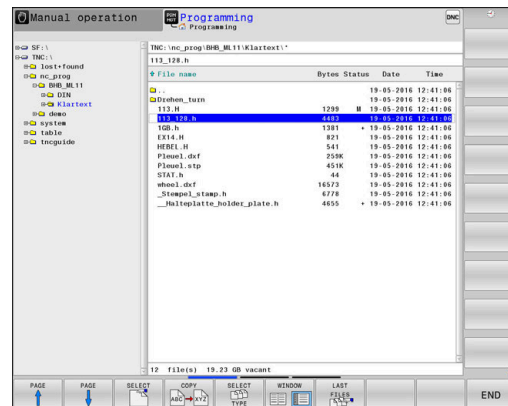 Manual operation
PGM MGT Programming
Programming
DNC
SF:\
TNC:\
lost+found
nc_prog
BHB_ML11
DIN
Klartext
demo
system
table
tncguide
TNC:\nc_prog\BHB_ML11\Klartext\*
113_128.h
File name Bytes Status Date Time
.. 19-05-2016 12:41:06
Drehen_turn 19-05-2016 12:41:06
113.H 1299 M 19-05-2016 12:41:06
113_128.h 4483 19-05-2016 12:41:06
1GB.h 1381 + 19-05-2016 12:41:06
EX14.H 821 19-05-2016 12:41:06
HEBEL.H 541 19-05-2016 12:41:06
Pleuel.dxf 259K 19-05-2016 12:41:06
Pleuel.stp 451K 19-05-2016 12:41:06
STAT.h 44 19-05-2016 12:41:06
wheel.dxf 16573 19-05-2016 12:41:06
_Stempel_stamp.h 6778 19-05-2016 12:41:06
__Halteplatte_holder_plate.h 4655 + 19-05-2016 12:41:06
12 file(s) 19.23 GB vacant
PAGE
PAGE
SELECT
COPY
ABC XYZ
SELECT
TYPE
WINDOW
LAST
FILES
END